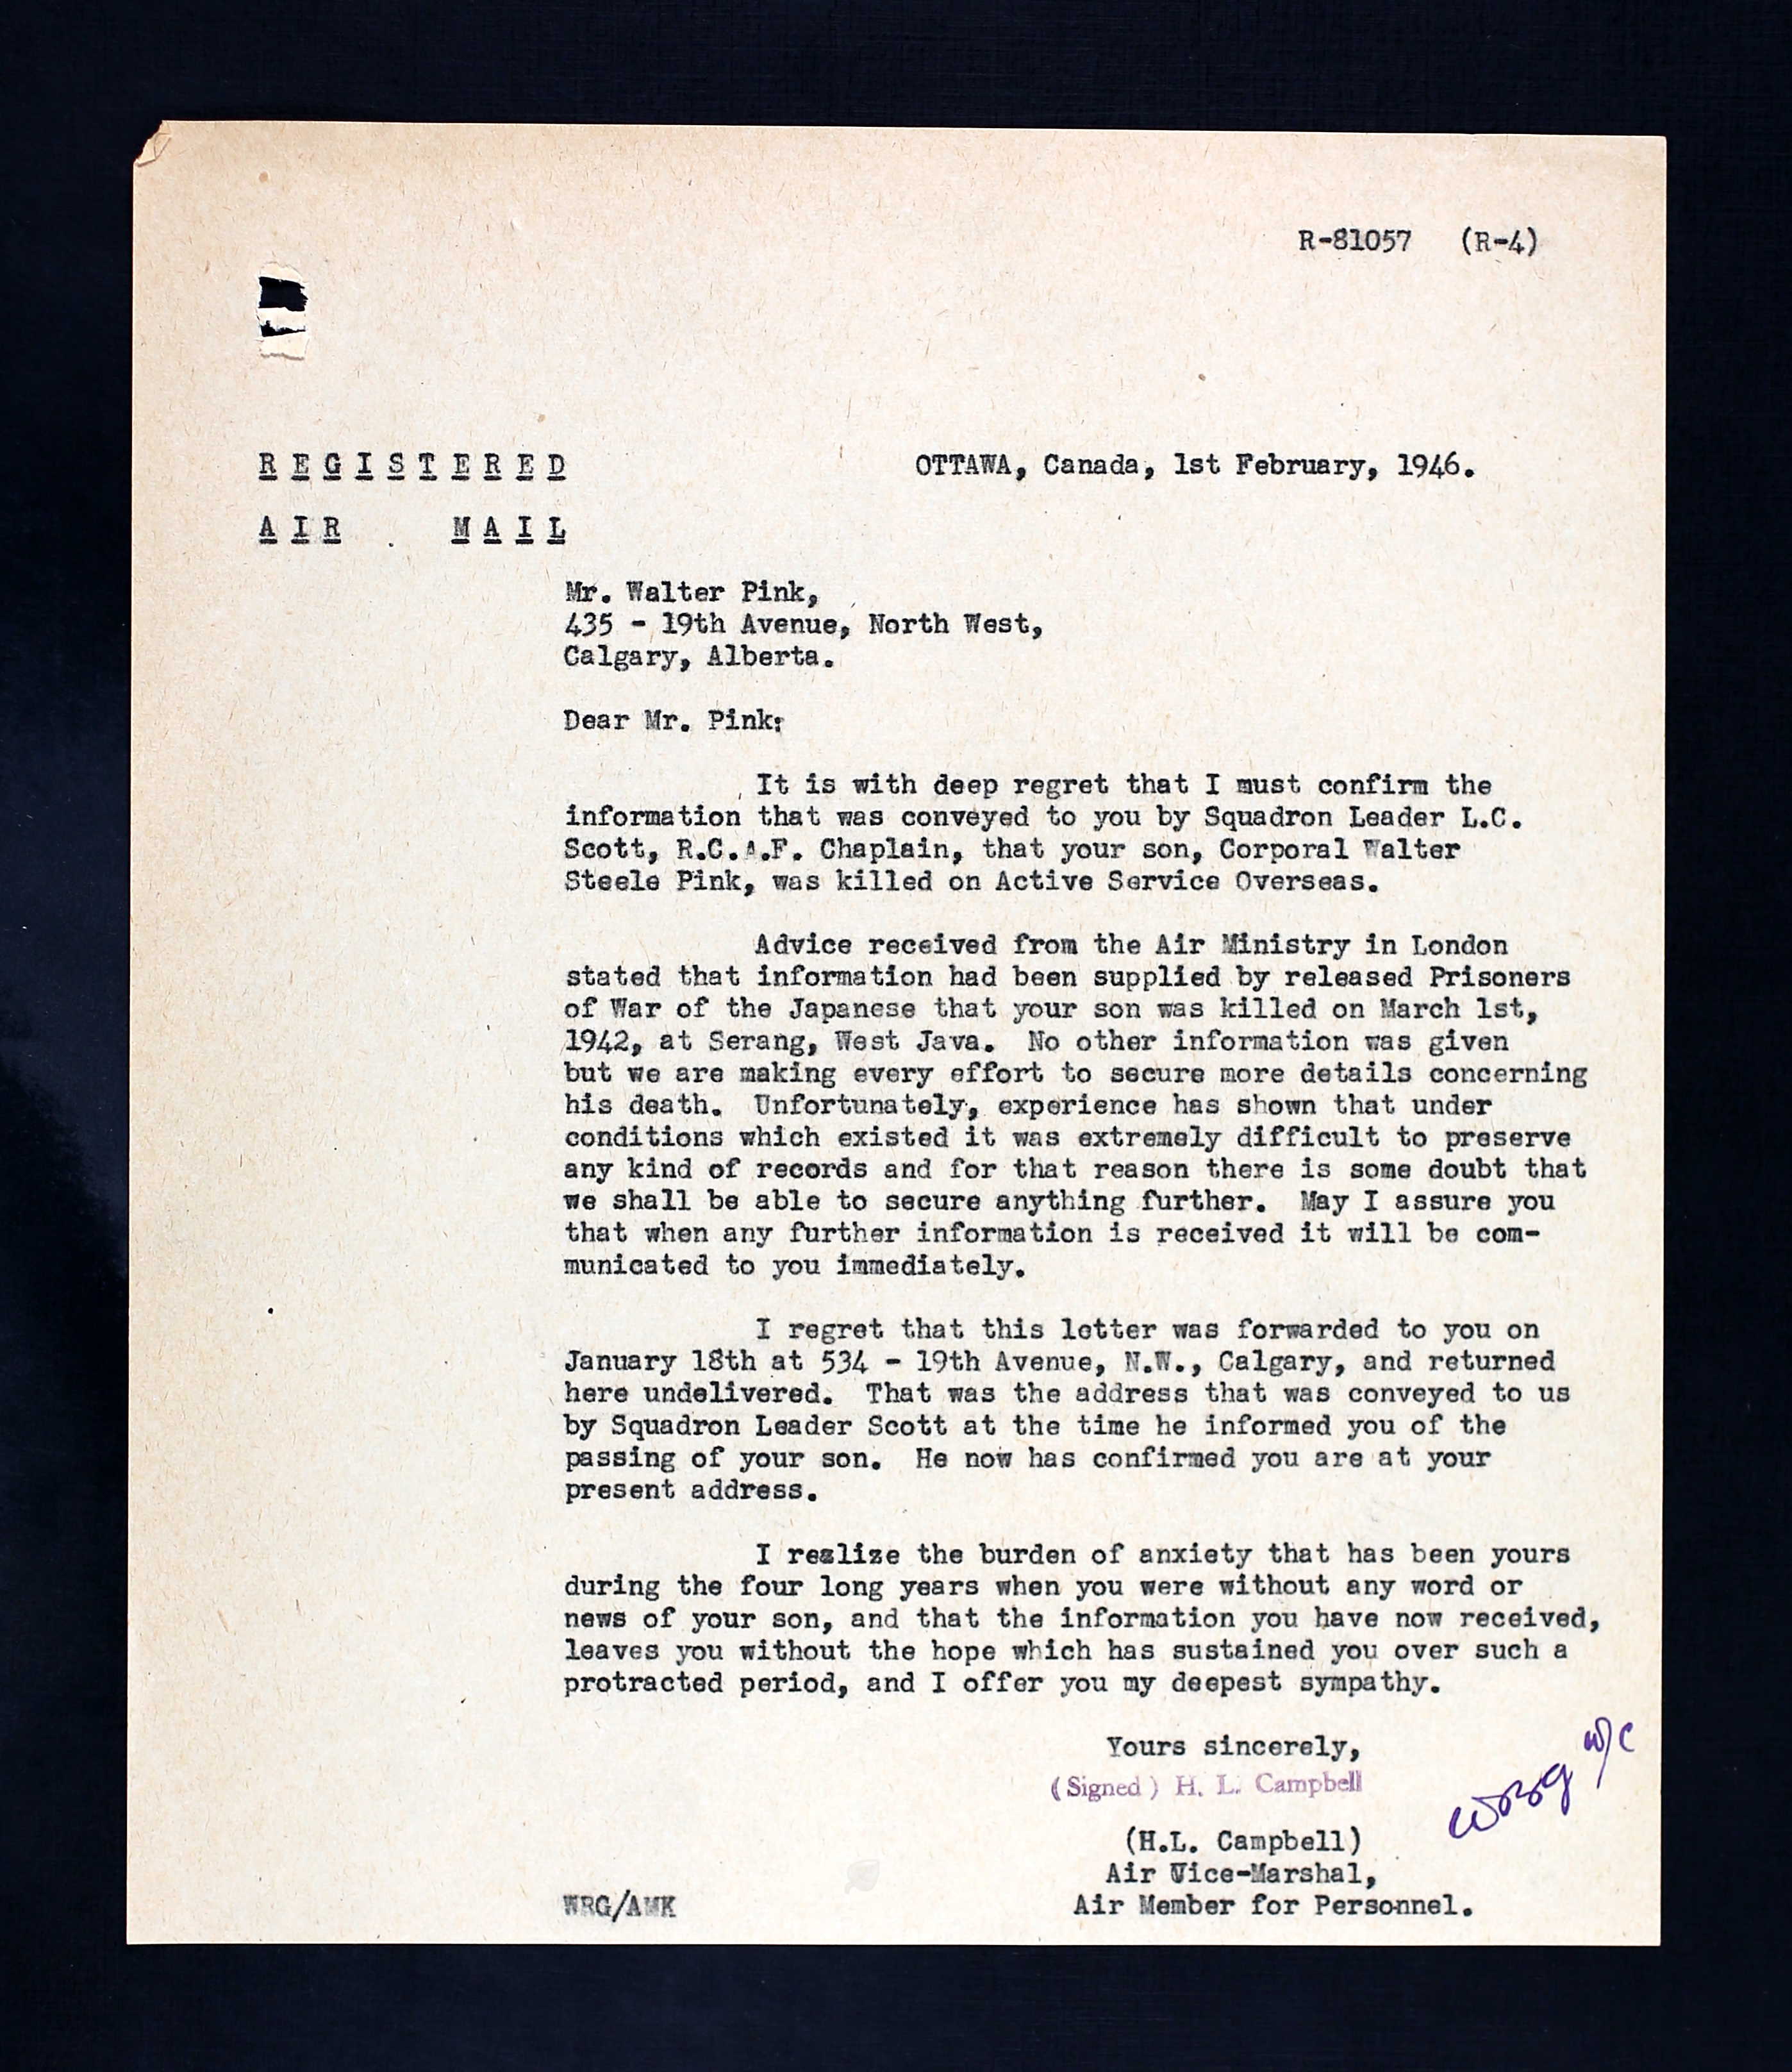 R-81057 (R-4)
REGISTERED
OTTAWA, Canada, 1st February, 1946.
AIR MAIL
Mr. Walter Pink,
435 - 19th Avenue, North West,
Calgary, Alberta.
Dear Mr. Pink:
It is with deep regret that I must confirm the
information that was conveyed to you by Squadron Leader L.C.
Scott, R.C.A.F. Chaplain, that your son, Corporal Walter
Steele Pink, was killed on Active Service Overseas.
Advice received from the Air Ministry in London
stated that information had been supplied by released Prisoners
of War of the Japanese that your son was killed on March 1st,
1942, at Serang, West Java. No other information was given
but we are making every effort to secure more details concerning
his death. Unfortunately, experience has shown that under
conditions which existed it was extremely difficult to preserve
any kind of records and for that reason there is some doubt that
we shall be able to secure anything further. May I assure you
that when any further information is received it will be com-
municated to you immediately.
I regret that this letter was forwarded to you on
January 18th at 534 - 19th Avenue, N.W., Calgary, and returned
here undelivered. That was the address that was conveyed to us
by Squadron Leader Scott at the time he informed you of the
passing of your son. He now has confirmed you are at your
present address.
I realize the burden of anxiety that has been yours
during the four long years when you were without any word or
news of your son, and that the information you have now received,
leaves you without the hope which has sustained you over such a
protracted period, and I offer you my deepest sympathy.
Yours sincerely,
(Signed) H. L. Campbell
W/C
(H.L. Campbell)
Air Vice-Marshal,
WRG/AMK
Air Member for Personnel.